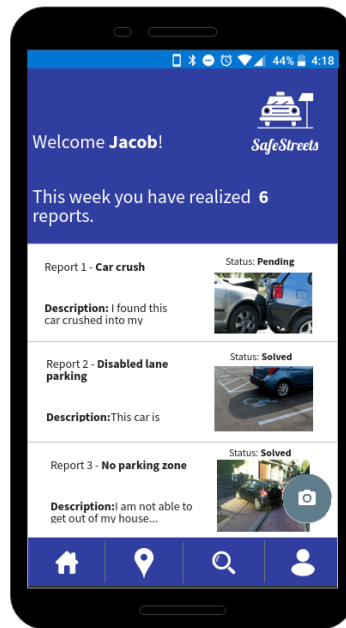 44% 4:18
SafeStreets
Welcome Jacob!
This week you have realized 6
reports.
Report 1 - Car crush
Status: Pending
Description: I found this
car crushed into my
Report 2 - Disabled lane
parking
Status: Solved
Description:This car is
Report 3 - No parking zone
Status: Solved
Description:I am not able to
get out of my house...